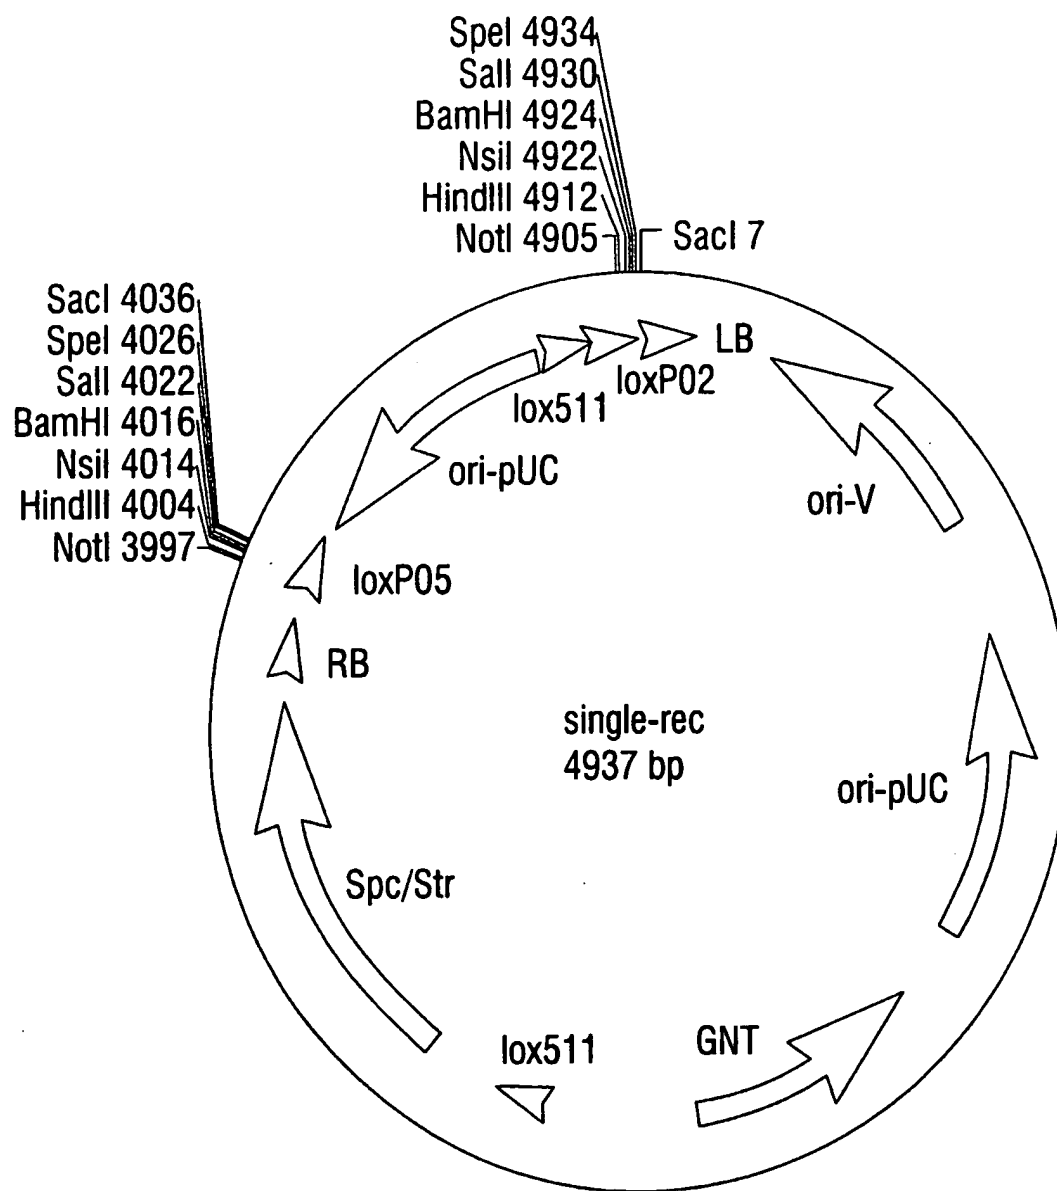 SpeI 4934
SalI 4930
BamHI 4924
NsiI 4922
HindIII 4912
NotI 4905
SacI 7
SacI 4036
SpeI 4026
SalI 4022
BamHI 4016
NsiI 4014
HindIII 4004
NotI 3997
LB
loxP02
lox511
ori-pUC
ori-V
loxP05
RB
single-rec
4937 bp
ori-pUC
Spc/Str
GNT
lox511